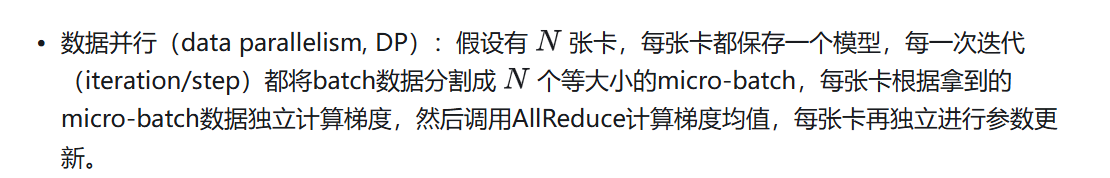 • 数据并行（data parallelism, DP）：假设有 N 张卡，每张卡都保存一个模型，每一次迭代
（iteration/step）都将batch数据分割成 N 个等大小的micro-batch，每张卡根据拿到的
micro-batch数据独立计算梯度，然后调用AllReduce计算梯度均值，每张卡再独立进行参数更
新。